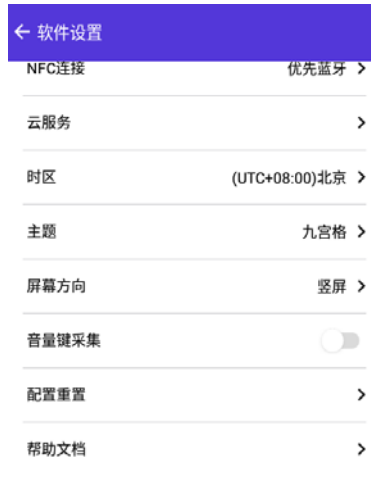 软件设置
NFC连接 优先蓝牙
云服务
时区 (UTC+08:00)北京
主题 九宫格
屏幕方向 竖屏
音量键采集
配置重置
帮助文档